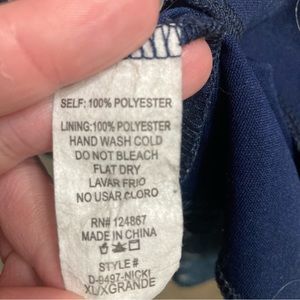 SELF: 100% POLYESTER
LINING:100% POLYESTER
HAND WASH COLD
DO NOT BLEACH
FLAT DRY
LAVAR FRIO
NO USAR CLORO
RN# 124867
MADE IN CHINA
STYLE #
D-9497-NICKI
XL/XGRANDE